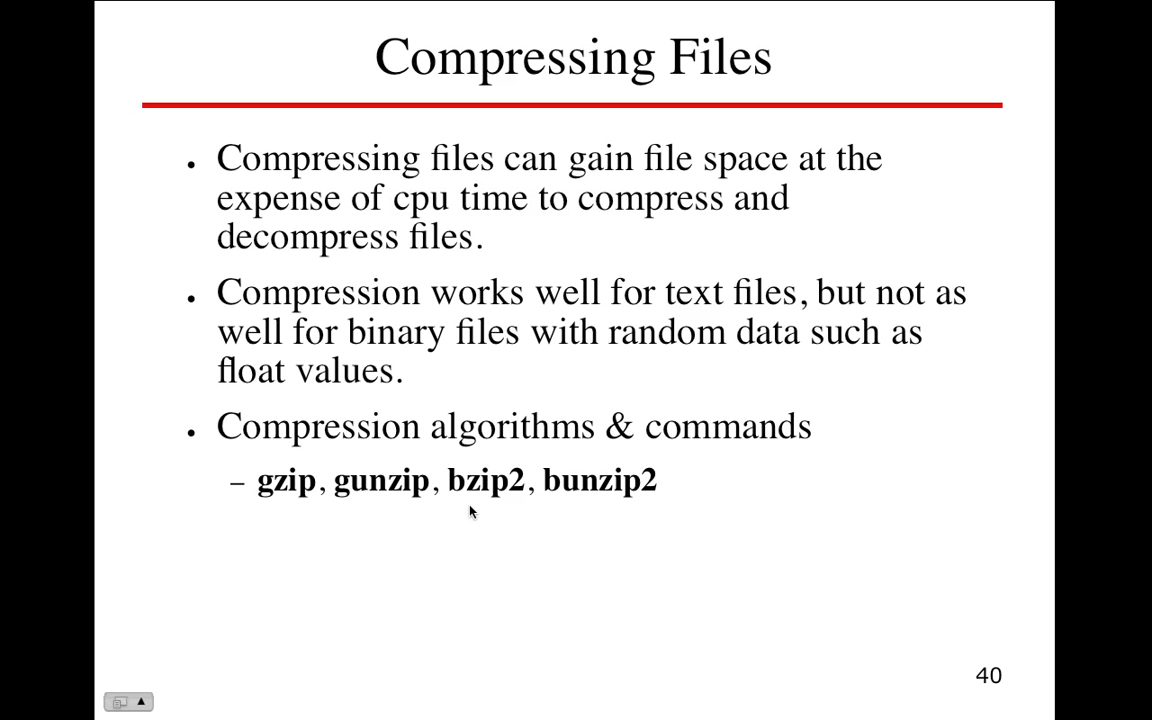 Compressing Files
• Compressing files can gain file space at the
expense of cpu time to compress and
decompress files.
• Compression works well for text files, but not as
well for binary files with random data such as
float values.
• Compression algorithms & commands
– gzip, gunzip, bzip2, bunzip2
40